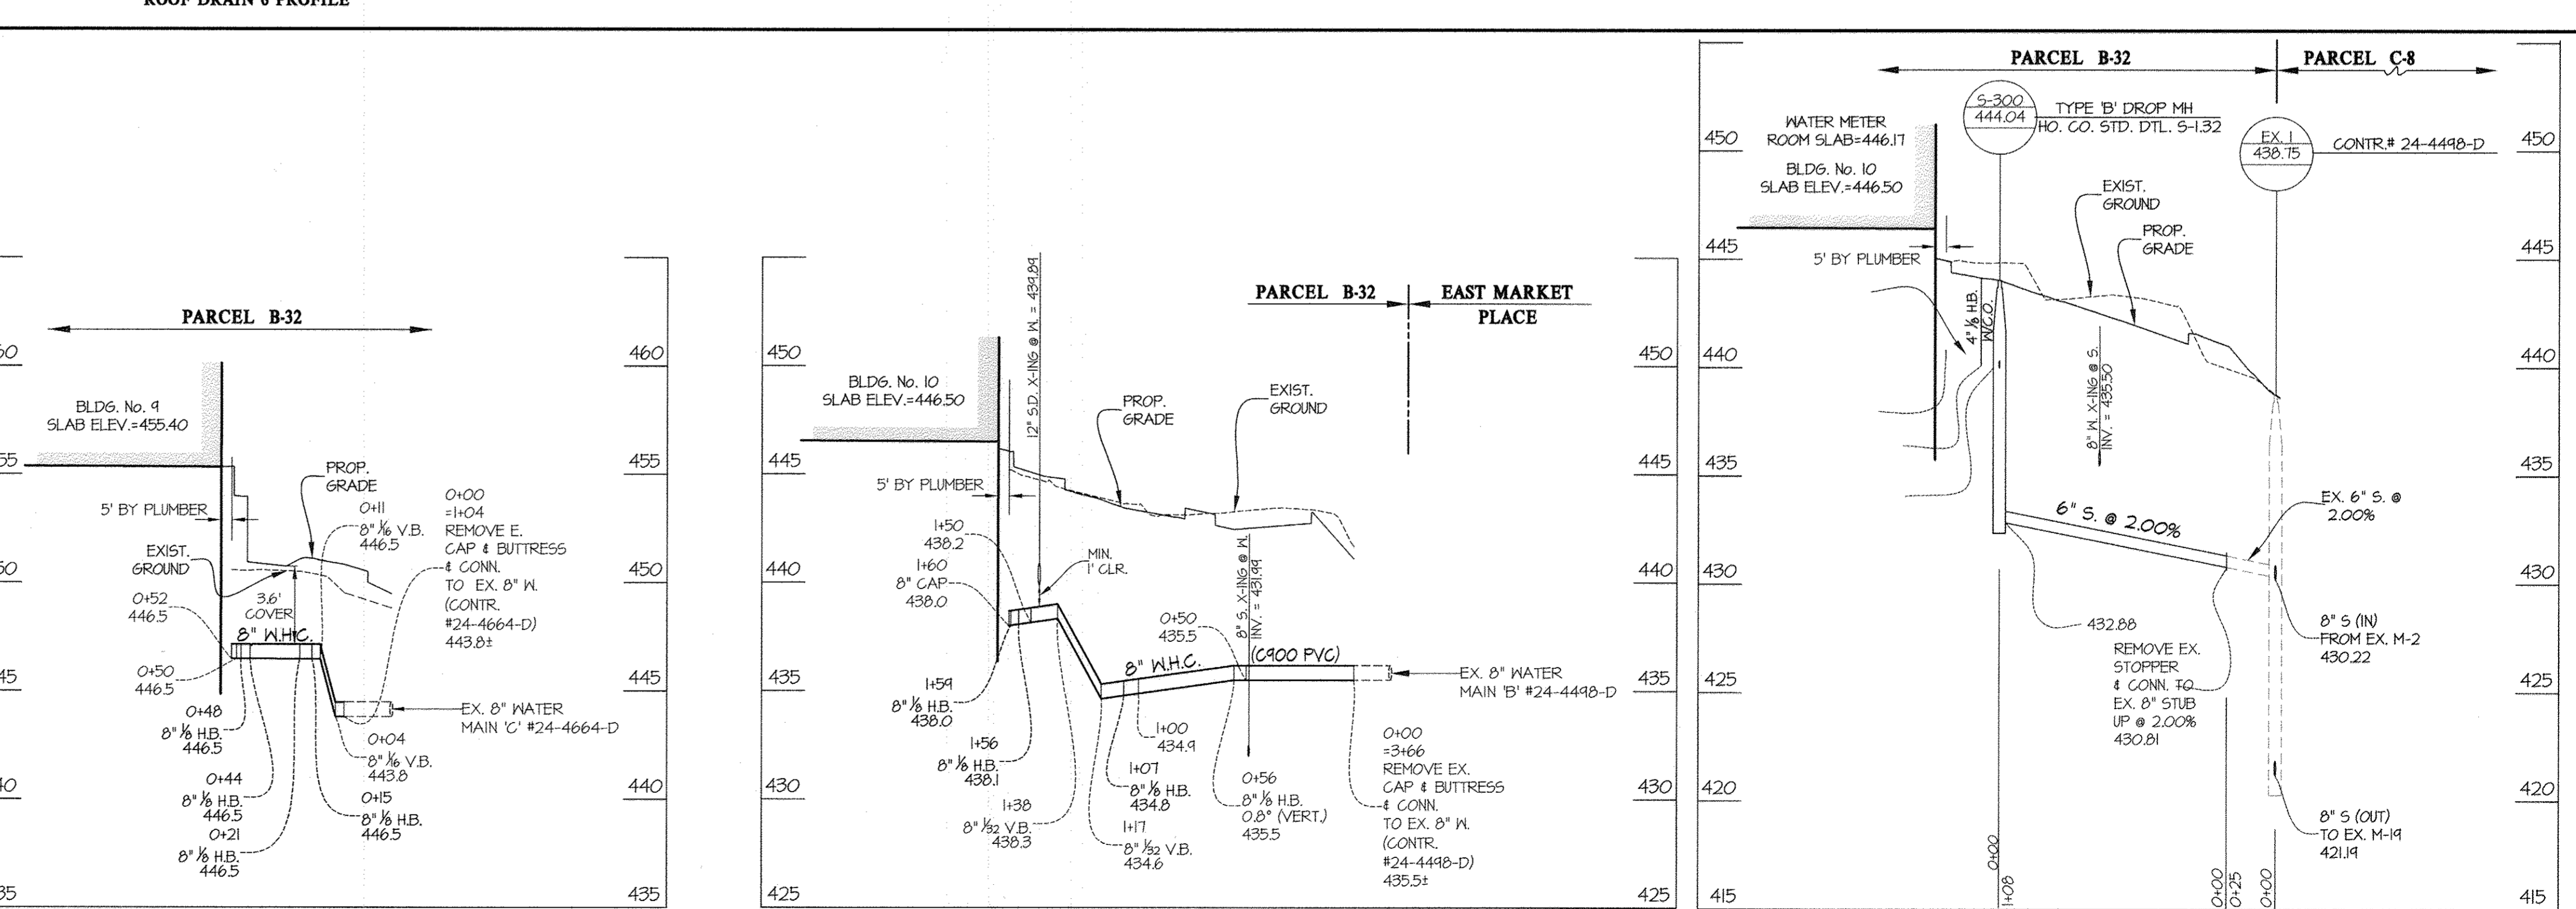 ROOF DRAIN 6 PROFILE
PARCEL B-32
460
455
450
445
440
435
BLDG. No. 9
SLAB ELEV.=455.40
5' BY PLUMBER
PROP.
GRADE
EXIST.
GROUND
3.6'
COVER
8" W.H.C.
0+52
446.5
0+50
446.5
0+48
8" 1/8 H.B.
446.5
0+44
8" 1/8 H.B.
446.5
0+21
8" 1/8 H.B.
446.5
0+11
8" 1/16 V.B.
446.5
0+00
=1+04
REMOVE E.
CAP & BUTTRESS
& CONN.
TO EX. 8" W.
(CONTR.
#24-4664-D)
443.8±
EX. 8" WATER
MAIN 'C' #24-4664-D
0+04
8" 1/16 V.B.
443.8
0+15
8" 1/8 H.B.
446.5
450
445
440
435
430
425
BLDG. No. 10
SLAB ELEV.=446.50
5' BY PLUMBER
12" S.D. X-ING @ W. = 439.89
PARCEL B-32
EAST MARKET
PLACE
PROP.
GRADE
EXIST.
GROUND
1+50
438.2
1+60
8" CAP
438.0
MIN.
1' CLR.
1+59
8" 1/8 H.B.
438.0
1+56
8" 1/8 H.B.
438.1
1+38
8" 1/32 V.B.
438.3
8" W.H.C.
(C900 PVC)
1+00
434.9
1+07
8" 1/8 H.B.
434.8
1+17
8" 1/32 V.B.
434.6
0+50
435.5
8" S. X-ING @ W.
INV. = 431.99
0+56
8" 1/8 H.B.
0.8° (VERT.)
435.5
EX. 8" WATER
MAIN 'B' #24-4498-D
0+00
=3+66
REMOVE EX.
CAP & BUTTRESS
& CONN.
TO EX. 8" W.
(CONTR.
#24-4498-D)
435.5±
450
445
440
435
430
425
450
445
440
435
430
425
420
415
PARCEL B-32
PARCEL C-8
WATER METER
ROOM SLAB=446.17
BLDG. No. 10
SLAB ELEV.=446.50
5' BY PLUMBER
S-300
444.04
TYPE 'B' DROP MH
HO. CO. STD. DTL. S-1.32
EX. 1
438.75
CONTR.# 24-4498-D
EXIST.
GROUND
PROP.
GRADE
4" 1/8 H.B.
W/C.O.
8" W. X-ING @ S.
INV. = 435.50
6" S. @ 2.00%
EX. 6" S. @
2.00%
432.88
REMOVE EX.
STOPPER
& CONN. TO
EX. 8" STUB
UP @ 2.00%
430.81
8" S (IN)
FROM EX. M-2
430.22
8" S (OUT)
TO EX. M-19
421.19
0+00
1+08
0+00
0+25
0+00
450
445
440
435
430
425
420
415